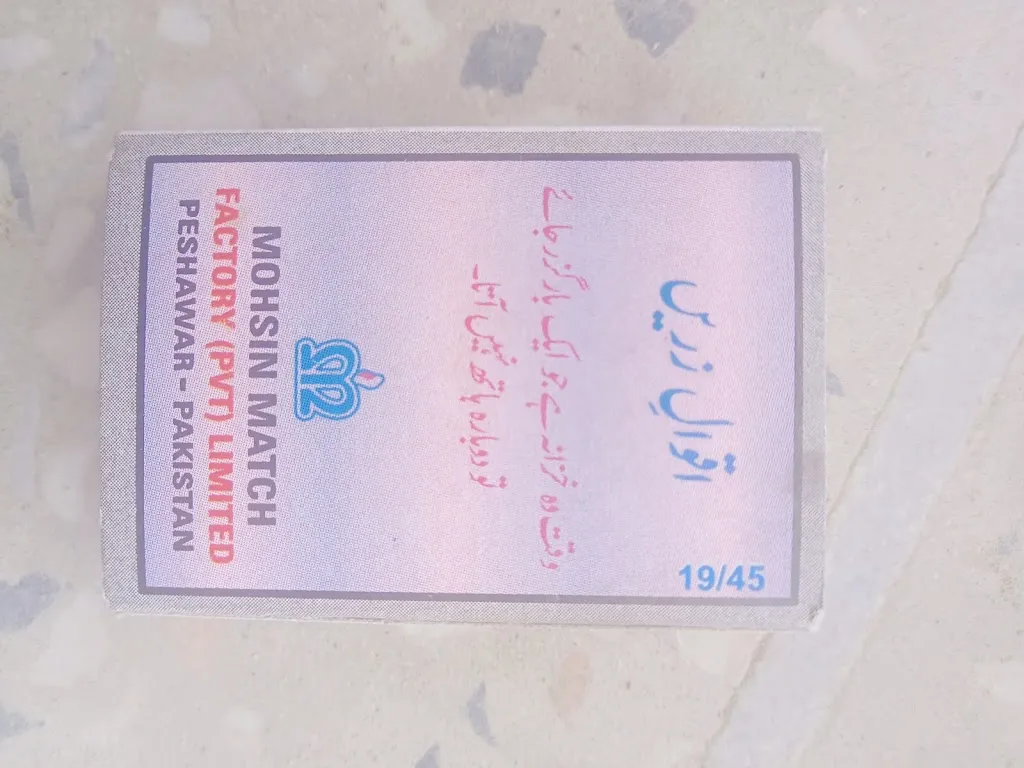 19/45
اقوالِ زریں
وقت وہ خزانہ ہے جو ایک بار گزر جائے
تو دوبارہ ہاتھ نہیں آتا۔
MOHSIN MATCH
FACTORY (PVT) LIMITED
PESHAWAR – PAKISTAN